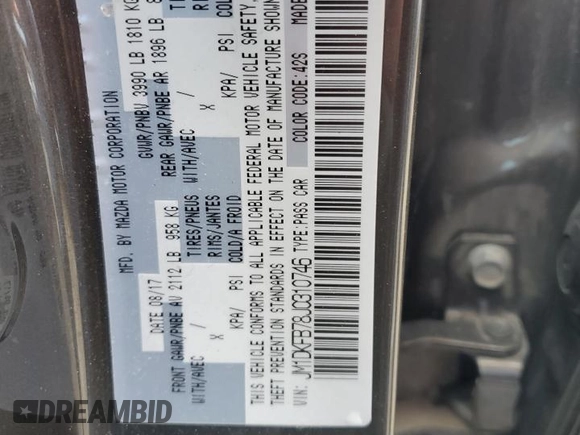 MFD. BY MAZDA MOTOR CORPORATION
DATE 08/17 GVWR/PNBV 3990 LB 1810 KG
FRONT GAWR/PNBE AV 2112 LB 958 KG REAR GAWR/PNBE AR 1896 LB
WITH/AVEC TIRES/PNEUS WITH/AVEC
X RIMS/JANTES X
KPA/ PSI COLD/A FROID KPA/ PSI
THIS VEHICLE CONFORMS TO ALL APPLICABLE FEDERAL MOTOR VEHICLE SAFETY,
THEFT PREVENTION STANDARDS IN EFFECT ON THE DATE OF MANUFACTURE SHOWN
VIN: JM1DKFB78J0310746 TYPE:PASS CAR COLOR CODE:42S MADE
DREAMBID